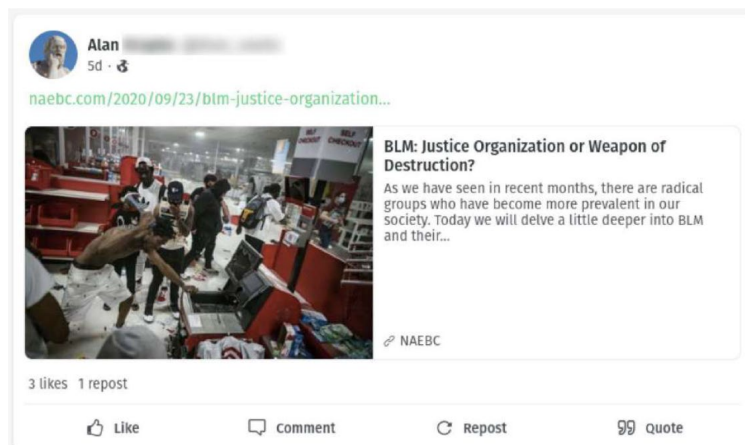 Alan
5d ·
naebc.com/2020/09/23/blm-justice-organization...
SELF
CHECKOUT
SELF
CHECKOUT
BLM: Justice Organization or Weapon of
Destruction?
As we have seen in recent months, there are radical
groups who have become more prevalent in our
society. Today we will delve a little deeper into BLM
and their...
NAEBC
3 likes 1 repost
Like Comment Repost Quote